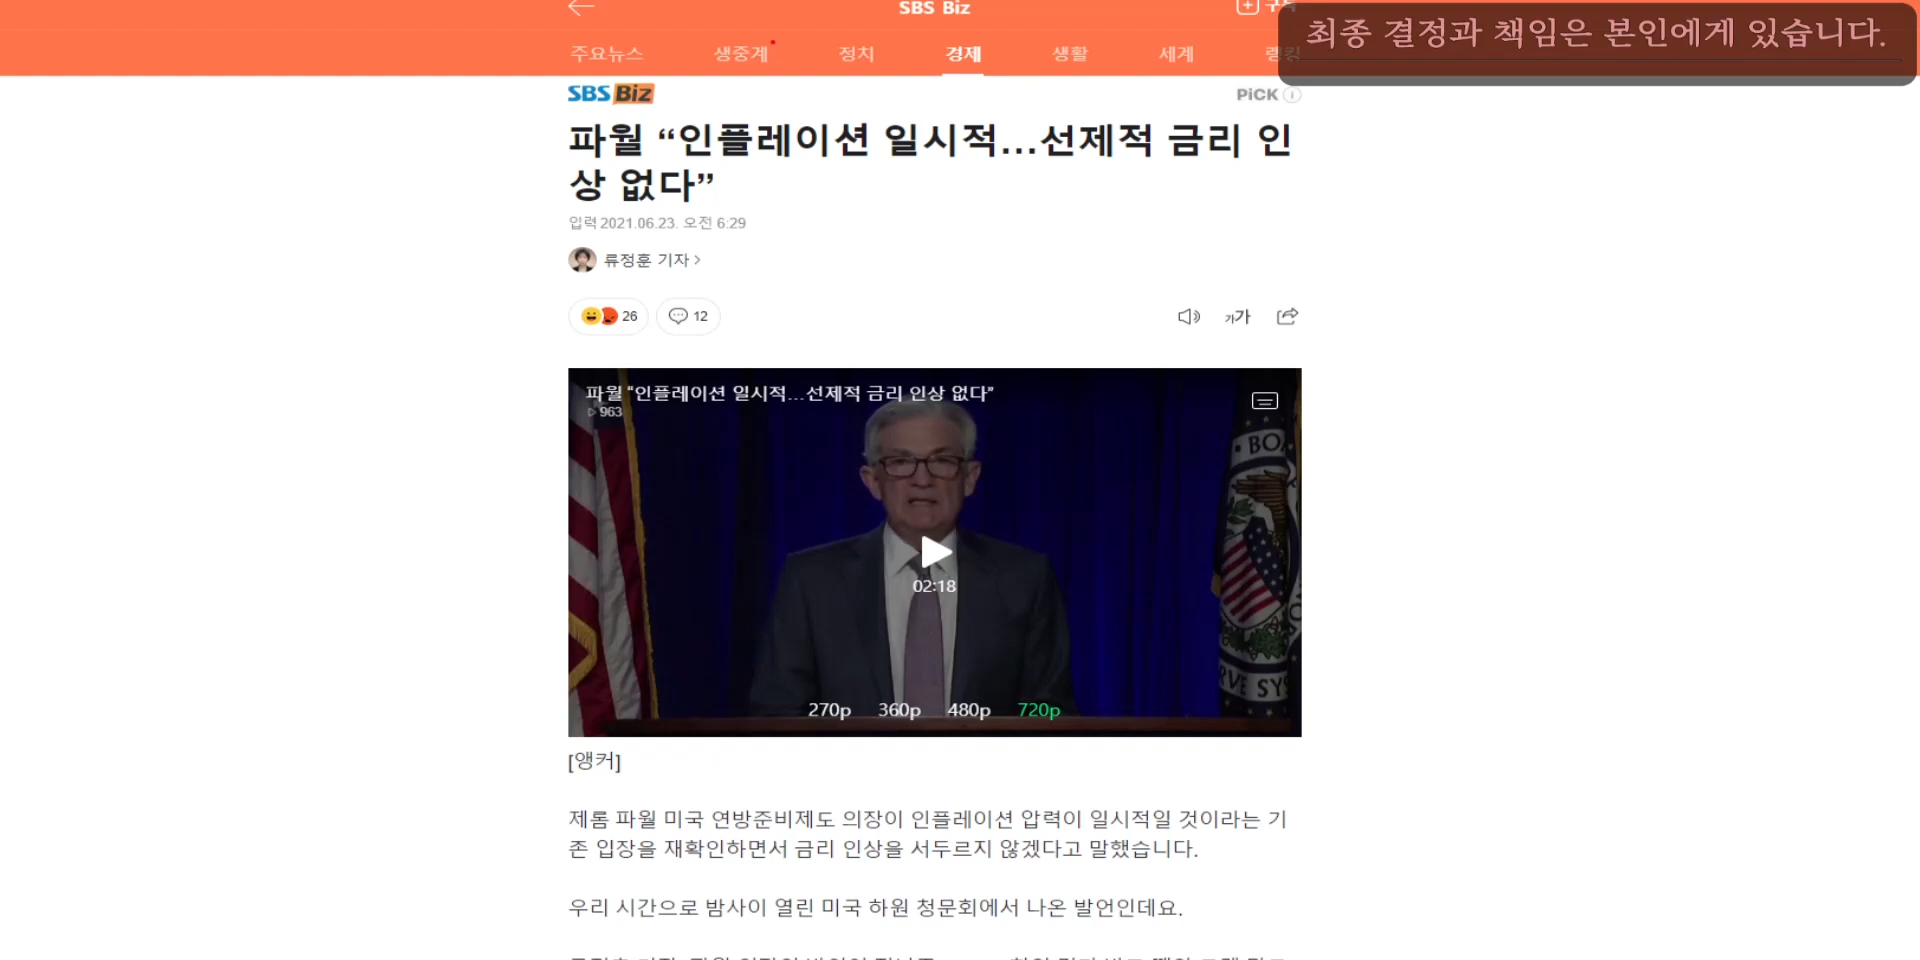 SBS Biz
구독
최종 결정과 책임은 본인에게 있습니다.
주요뉴스 생중계 정치 경제 생활 세계 랭킹
SBS Biz
PiCK
파월 “인플레이션 일시적…선제적 금리 인
상 없다”
입력 2021.06.23. 오전 6:29
류정훈 기자
26 12
가가
파월 “인플레이션 일시적…선제적 금리 인상 없다”
963
BOA
02:18
RVE SYS
270p 360p 480p 720p
[앵커]
제롬 파월 미국 연방준비제도 의장이 인플레이션 압력이 일시적일 것이라는 기
존 입장을 재확인하면서 금리 인상을 서두르지 않겠다고 말했습니다.
우리 시간으로 밤사이 열린 미국 하원 청문회에서 나온 발언인데요.